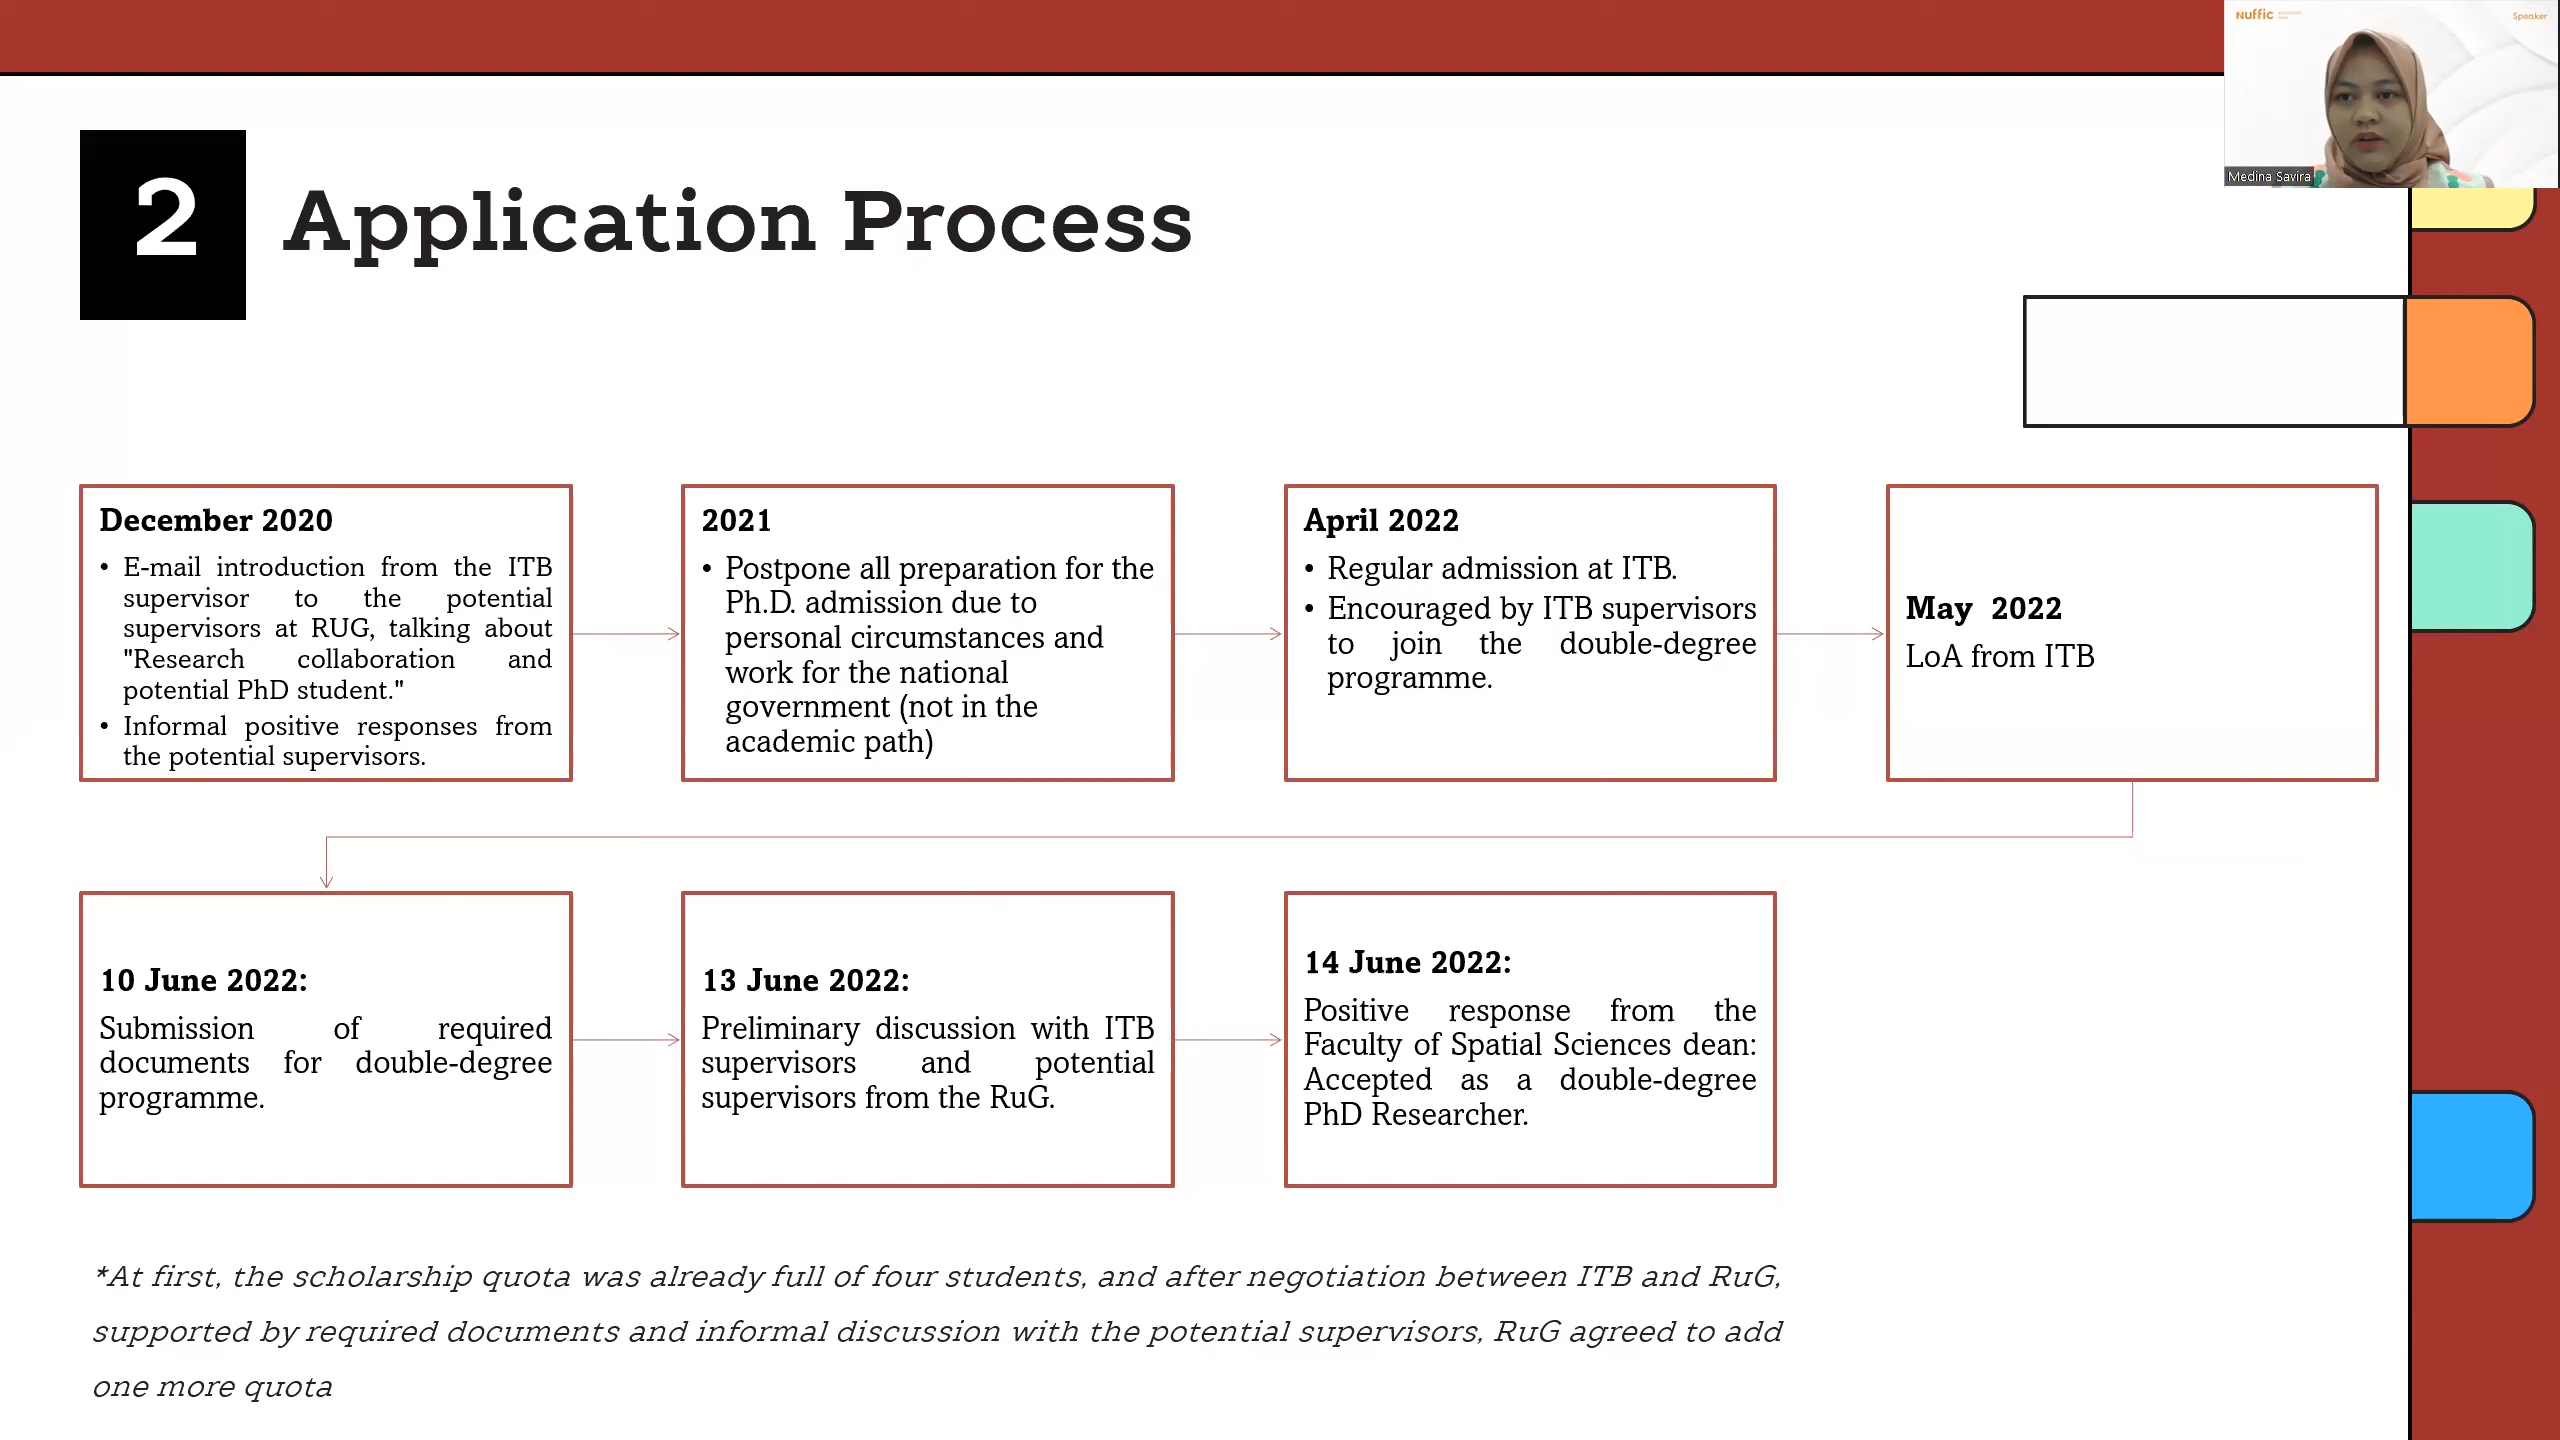 Nuffic
Speaker
Medina Savira
2
Application Process
December 2020
• E-mail introduction from the ITB
supervisor to the potential
supervisors at RUG, talking about
"Research collaboration and
potential PhD student."
• Informal positive responses from
the potential supervisors.
2021
• Postpone all preparation for the
Ph.D. admission due to
personal circumstances and
work for the national
government (not in the
academic path)
April 2022
• Regular admission at ITB.
• Encouraged by ITB supervisors
to join the double-degree
programme.
May 2022
LoA from ITB
10 June 2022:
Submission of required
documents for double-degree
programme.
13 June 2022:
Preliminary discussion with ITB
supervisors and potential
supervisors from the RuG.
14 June 2022:
Positive response from the
Faculty of Spatial Sciences dean:
Accepted as a double-degree
PhD Researcher.
*At first, the scholarship quota was already full of four students, and after negotiation between ITB and RuG,
supported by required documents and informal discussion with the potential supervisors, RuG agreed to add
one more quota